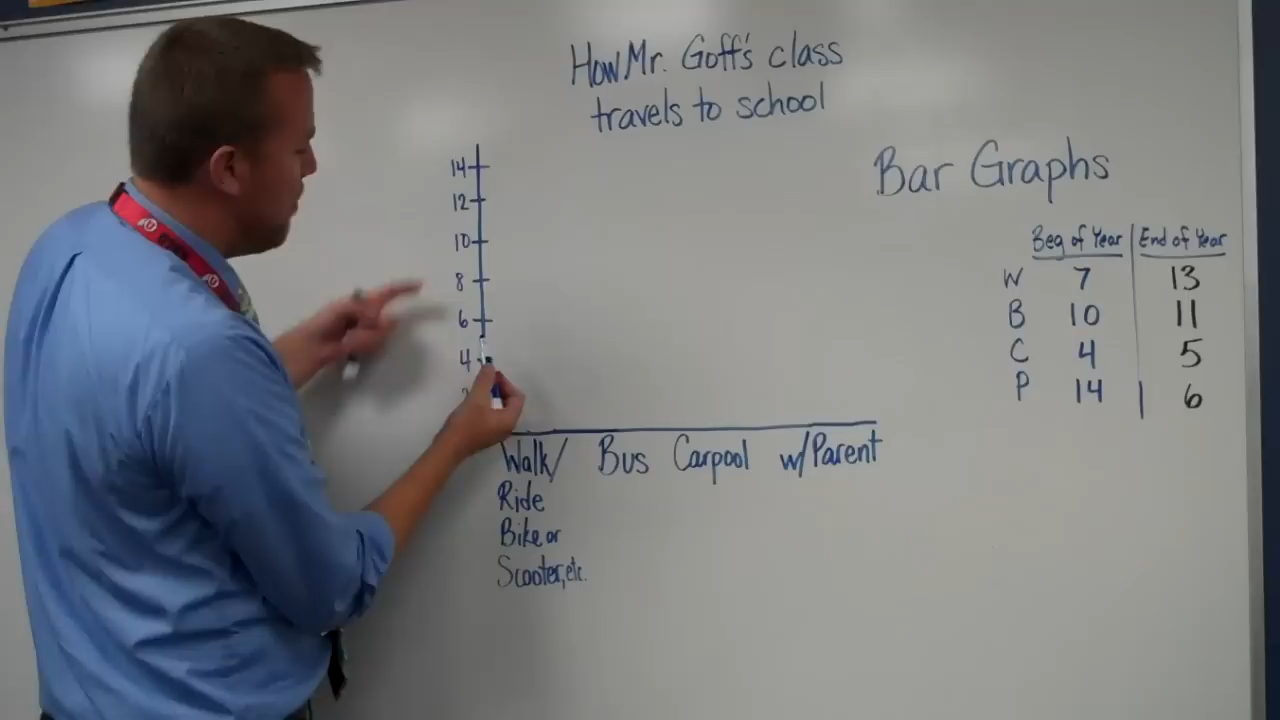 How Mr. Goff's class
travels to school
Bar Graphs
14
12
10
8
6
4
Beg of Year End of Year
W 7 13
B 10 11
C 4 5
P 14 6
Walk/ Bus Carpool w/Parent
Ride
Bike or
Scooter, etc.